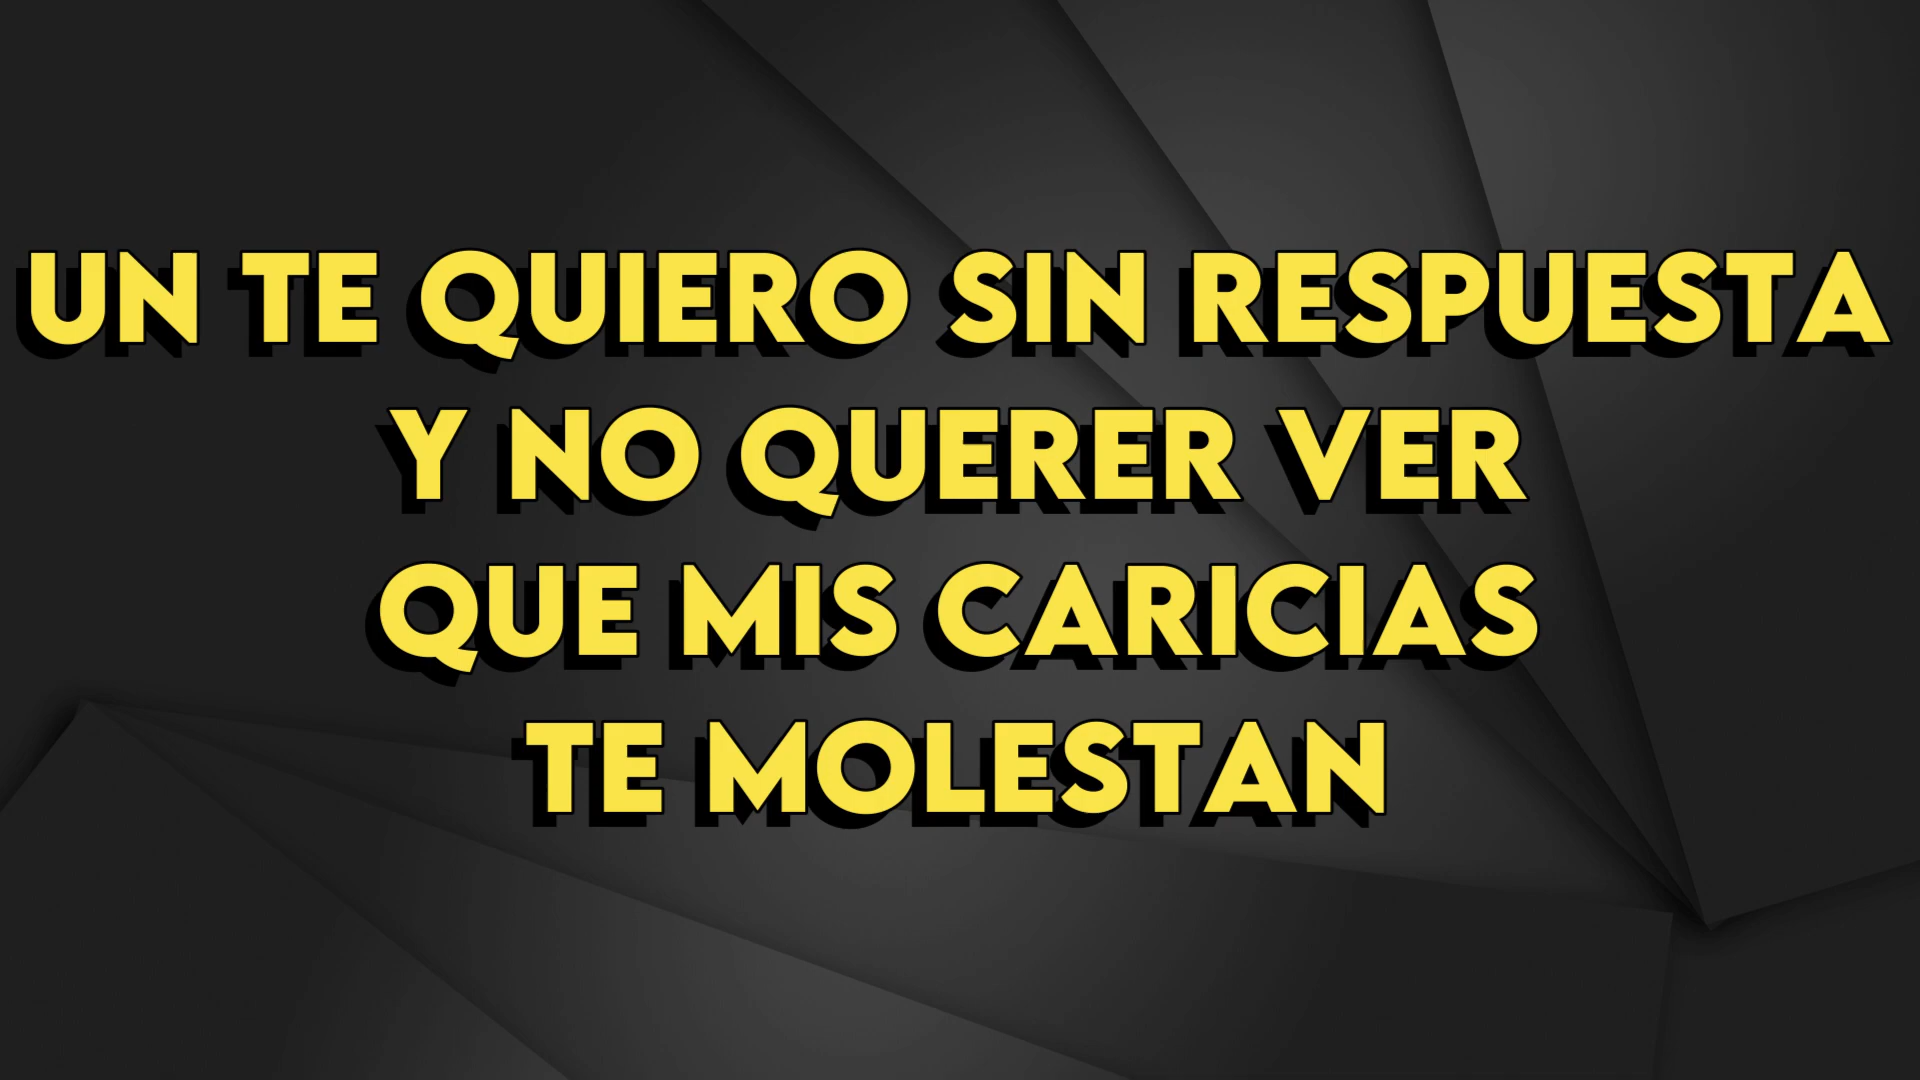 UN TE QUIERO SIN RESPUESTA
Y NO QUERER VER
QUE MIS CARICIAS
TE MOLESTAN